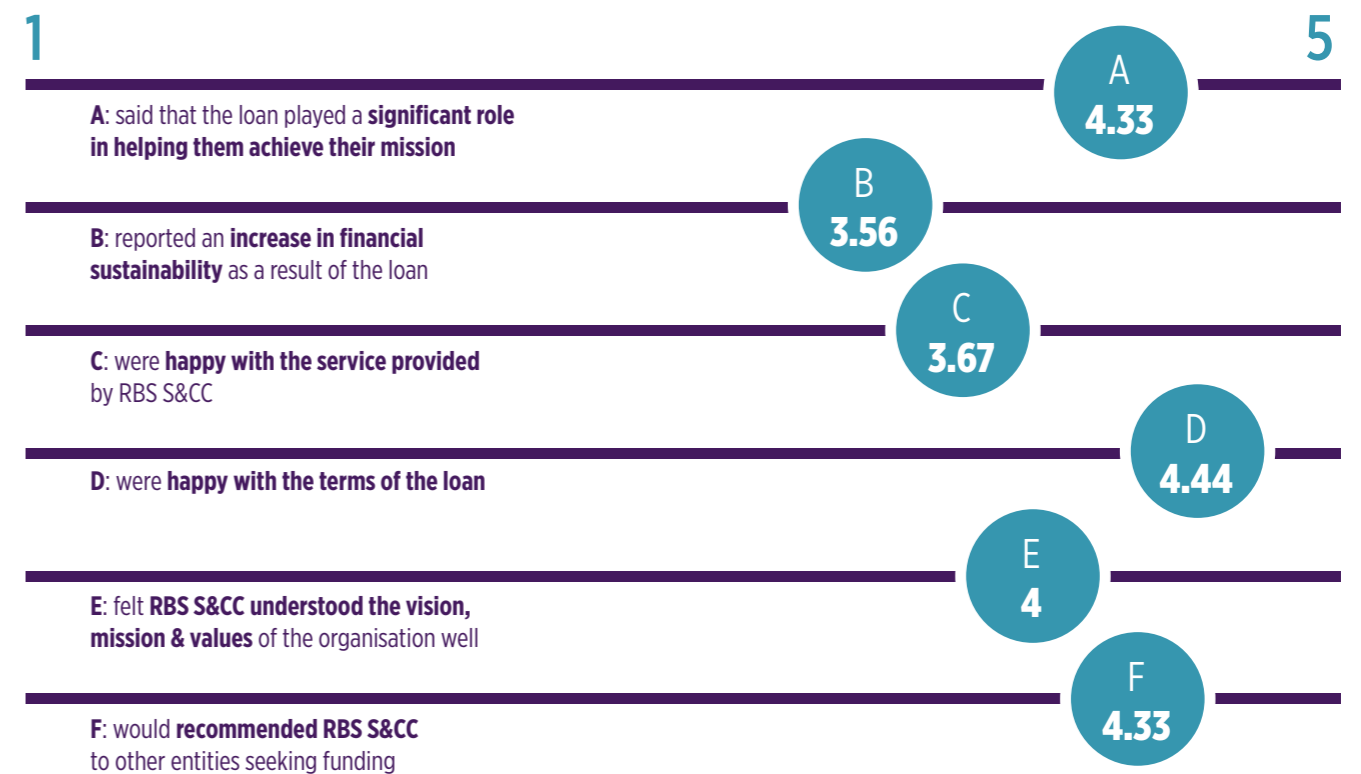 1
5
A
4.33
A: said that the loan played a significant role
in helping them achieve their mission
B
3.56
B: reported an increase in financial
sustainability as a result of the loan
C
3.67
C: were happy with the service provided
by RBS S&CC
D
4.44
D: were happy with the terms of the loan
E
4
E: felt RBS S&CC understood the vision,
mission & values of the organisation well
F
4.33
F: would recommended RBS S&CC
to other entities seeking funding